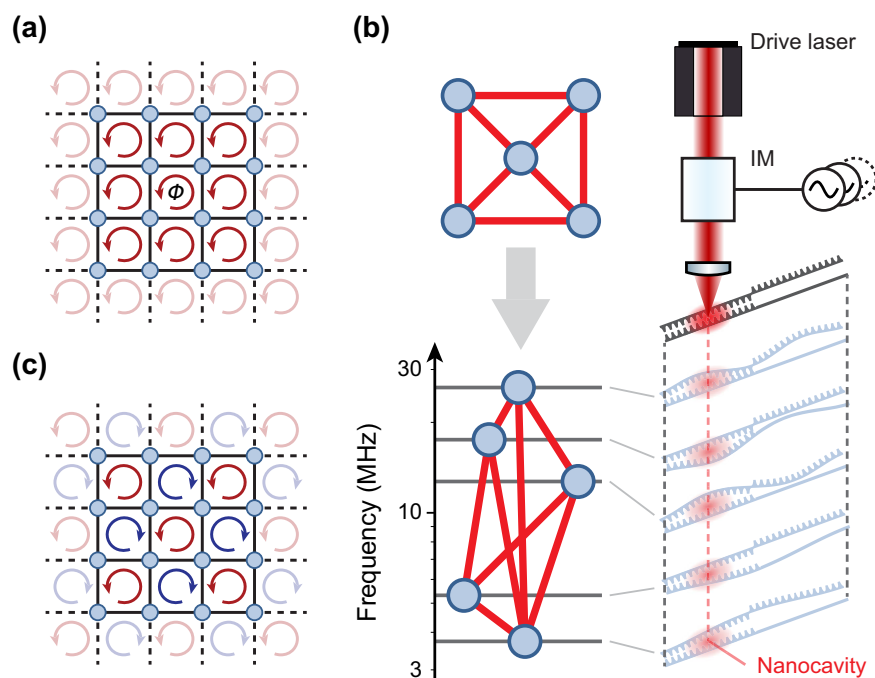 (a)
Φ
(b)
Drive laser
IM
(c)
30
10
3
Frequency (MHz)
Nanocavity